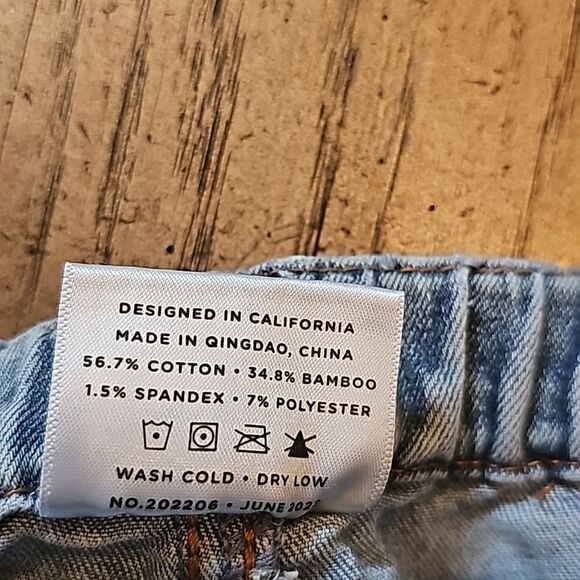 DESIGNED IN CALIFORNIA
MADE IN QINGDAO, CHINA
56.7% COTTON • 34.8% BAMBOO
1.5% SPANDEX • 7% POLYESTER
WASH COLD • DRY LOW
NO.202206 • JUNE